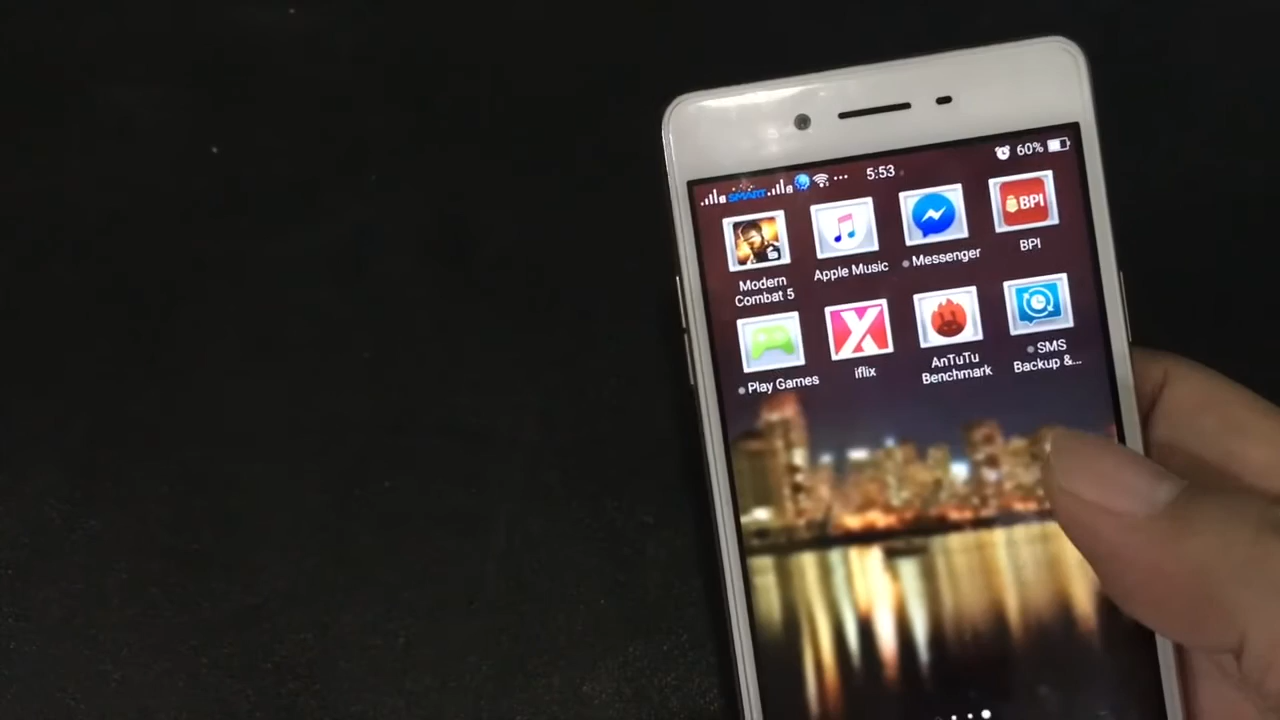 SMART 5:53 60%
BPI
Modern
Combat 5
Apple Music
Messenger
BPI
Play Games
iflix
AnTuTu
Benchmark
SMS
Backup &...